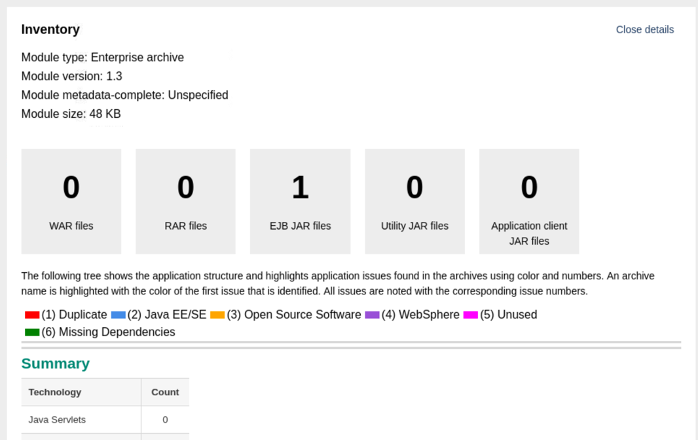 Inventory
Close details
Module type: Enterprise archive
Module version: 1.3
Module metadata-complete: Unspecified
Module size: 48 KB
0
WAR files
0
RAR files
1
EJB JAR files
0
Utility JAR files
0
Application client
JAR files
The following tree shows the application structure and highlights application issues found in the archives using color and numbers. An archive
name is highlighted with the color of the first issue that is identified. All issues are noted with the corresponding issue numbers.
(1) Duplicate (2) Java EE/SE (3) Open Source Software (4) WebSphere (5) Unused
(6) Missing Dependencies
Summary
Technology Count
Java Servlets 0